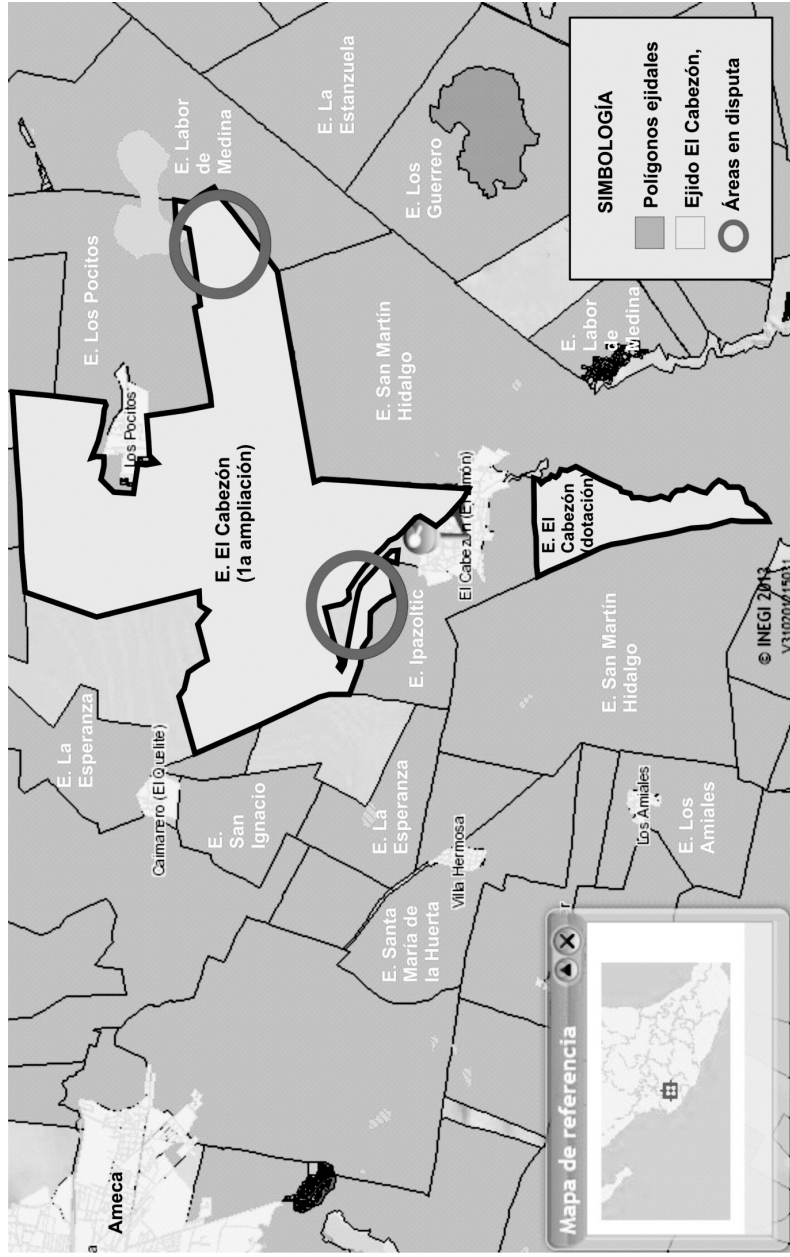 Ameca
Caimanero (El Quelite)
E. La
Esperanza
E.
San
Ignacio
E. Santa
María de
la Huerta
Villa Hermosa
E. La
Esperanza
Los Amiales
E. Los
Amiales
E. Ipazoltic
E. San Martín
Hidalgo
E. El Cabezón
(1a ampliación)
Los Pocitos
E. Los Pocitos
E. El
Cabezón
(dotación)
E. San Martín
Hidalgo
E. Labor
de
Medina
E. La
Estanzuela
E. Los
Guerrero
E.
Labor
de
Medina
Mapa de referencia
© INEGI 2013
SIMBOLOGÍA
Polígonos ejidales
Ejido El Cabezón,
Áreas en disputa